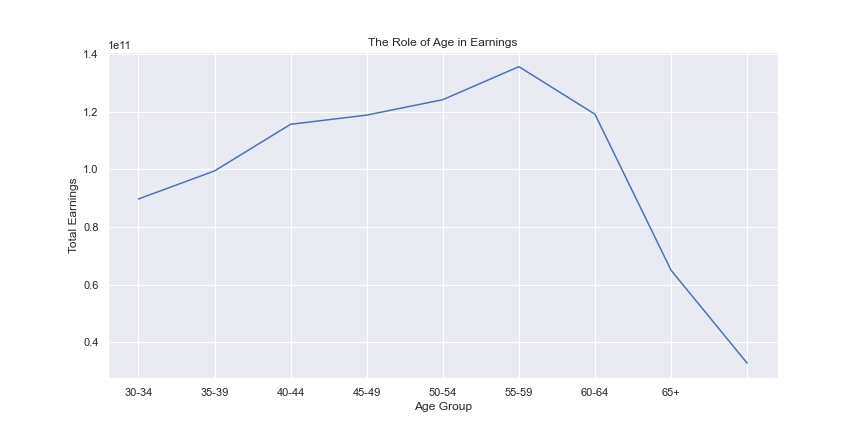 The Role of Age in Earnings
1e11
1.4
1.2
1.0
0.8
0.6
0.4
Total Earnings
30-34 35-39 40-44 45-49 50-54 55-59 60-64 65+
Age Group